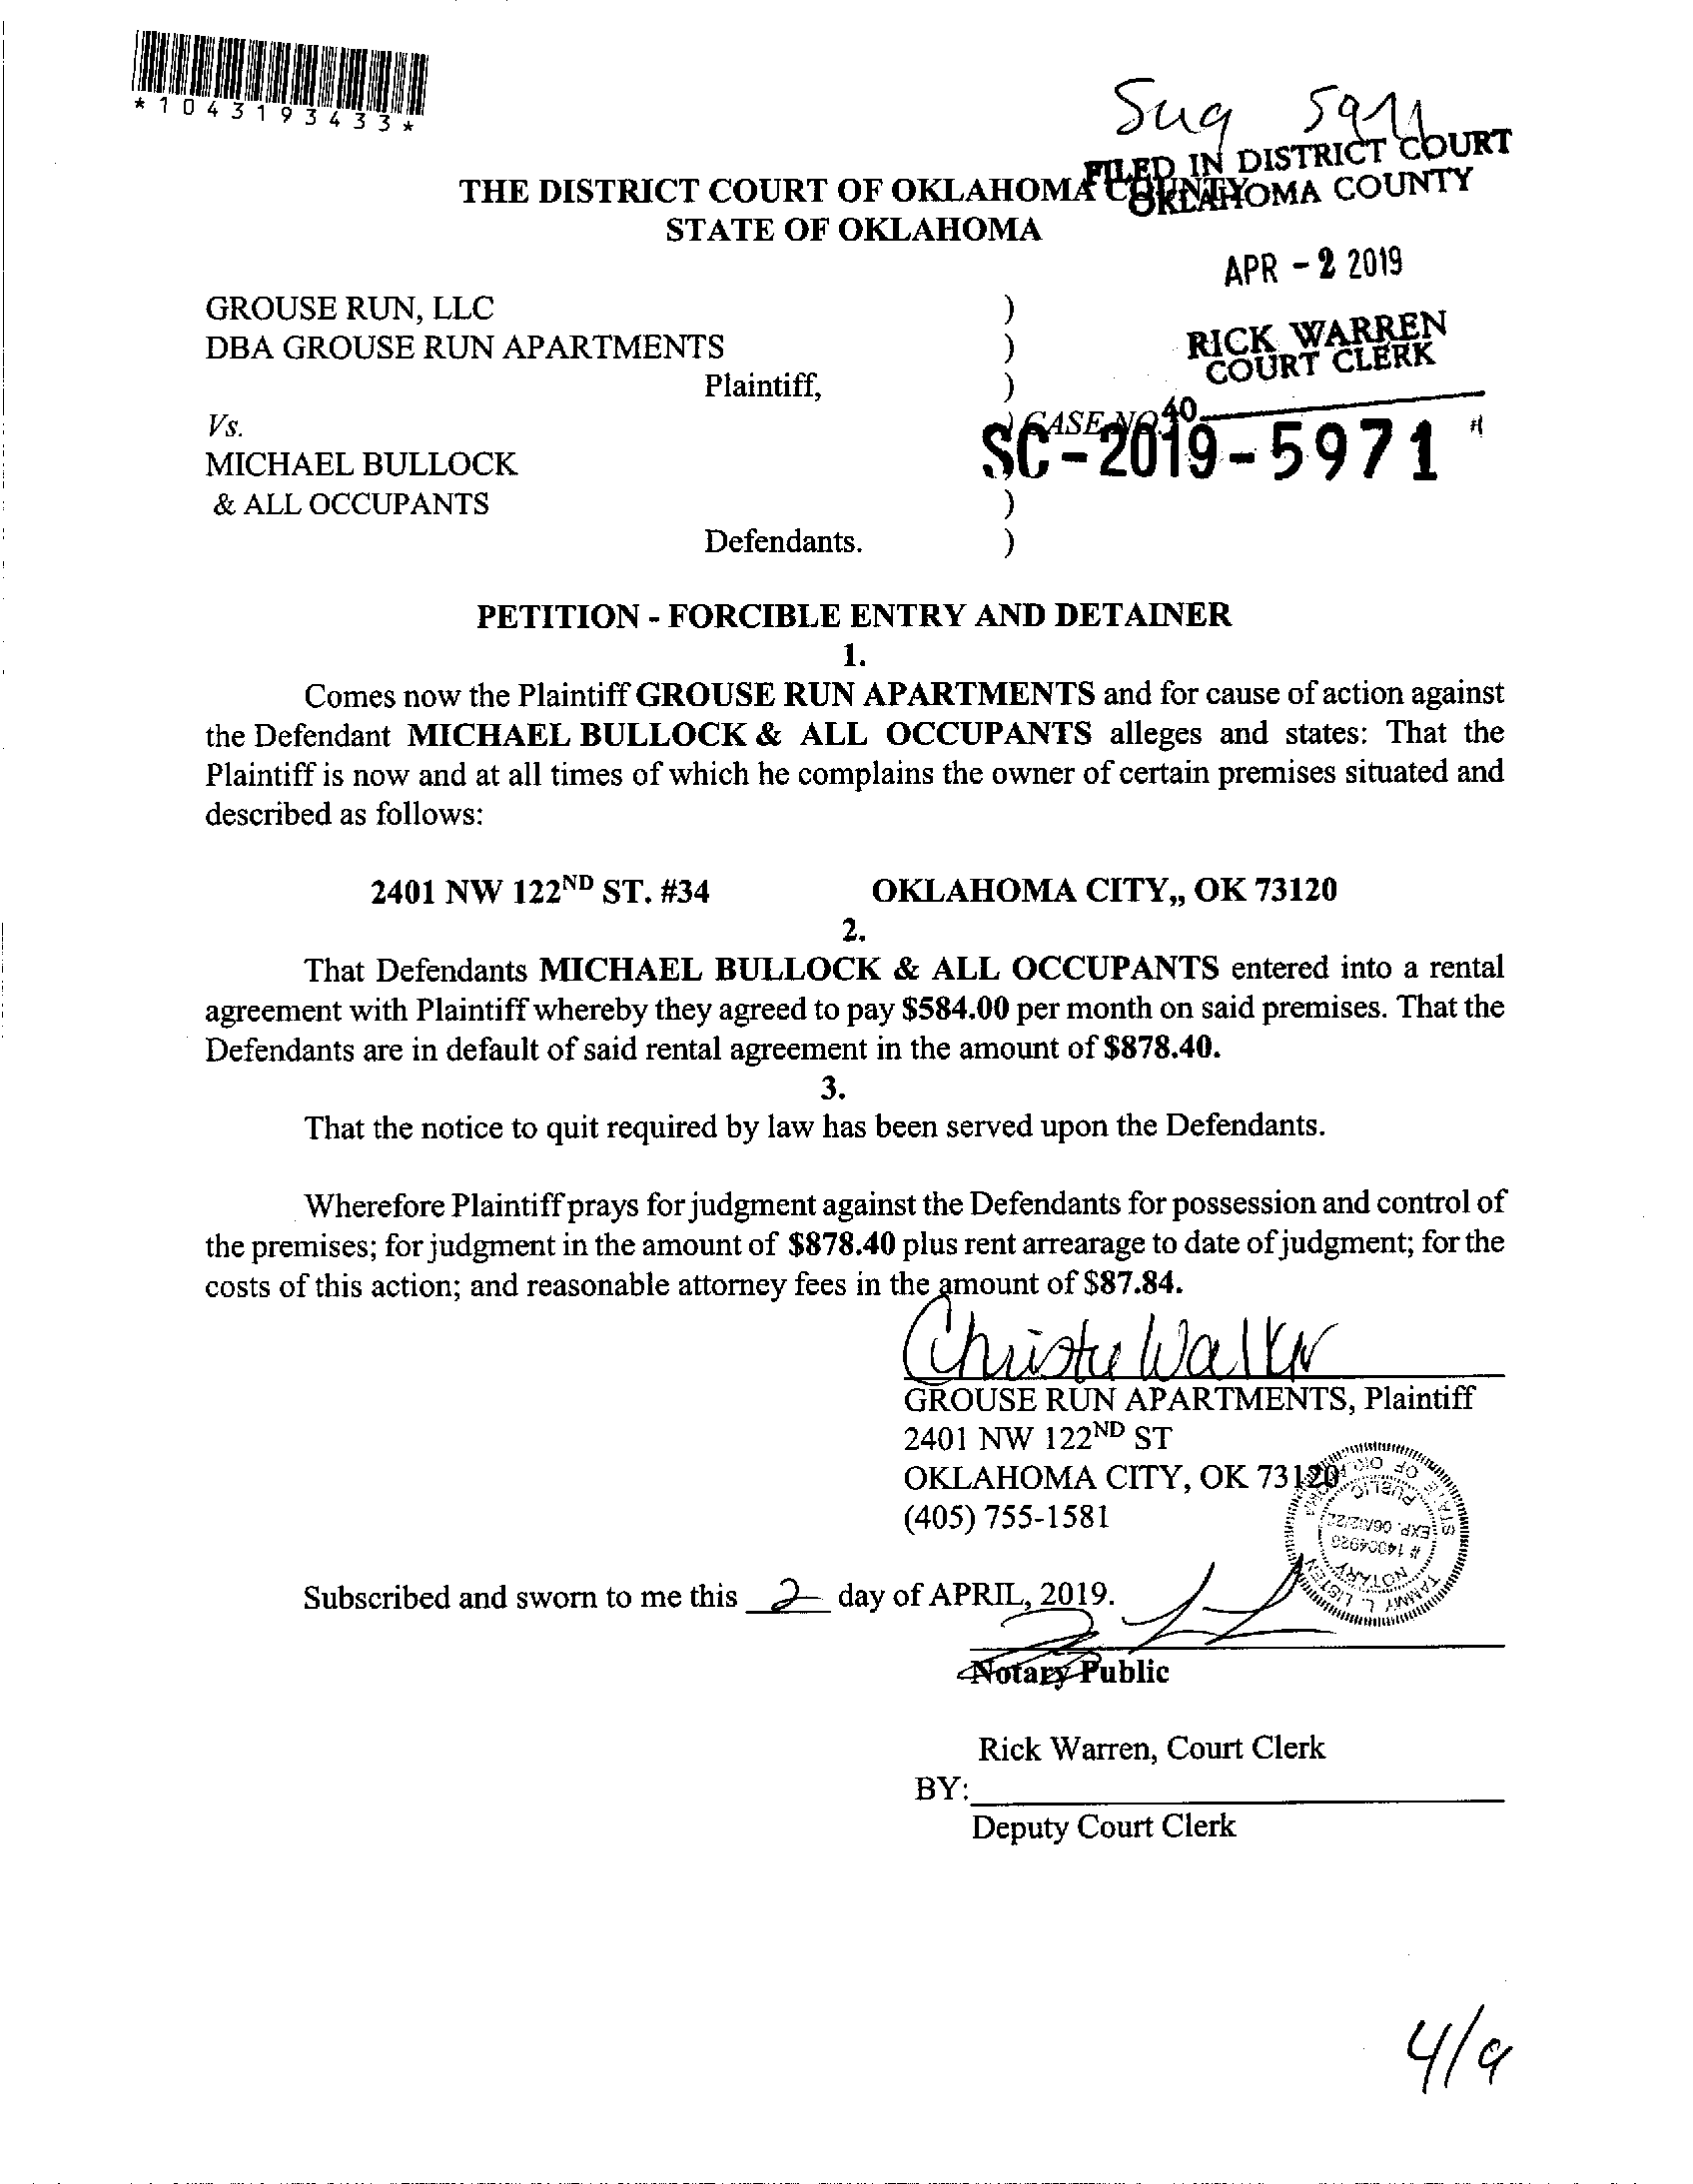 *1043193433*
FILED IN DISTRICT COURT
OKLAHOMA COUNTY
THE DISTRICT COURT OF OKLAHOMA COUNTY
STATE OF OKLAHOMA
APR - 2 2019
RICK WARREN
COURT CLERK
40
GROUSE RUN, LLC )
DBA GROUSE RUN APARTMENTS )
Plaintiff, )
Vs. ) CASE NO.
SC-2019-5971
MICHAEL BULLOCK
& ALL OCCUPANTS )
Defendants. )
PETITION - FORCIBLE ENTRY AND DETAINER
1.
Comes now the Plaintiff GROUSE RUN APARTMENTS and for cause of action against
the Defendant MICHAEL BULLOCK & ALL OCCUPANTS alleges and states: That the
Plaintiff is now and at all times of which he complains the owner of certain premises situated and
described as follows:
2401 NW 122ND ST. #34 OKLAHOMA CITY,, OK 73120
2.
That Defendants MICHAEL BULLOCK & ALL OCCUPANTS entered into a rental
agreement with Plaintiff whereby they agreed to pay $584.00 per month on said premises. That the
Defendants are in default of said rental agreement in the amount of $878.40.
3.
That the notice to quit required by law has been served upon the Defendants.
Wherefore Plaintiff prays for judgment against the Defendants for possession and control of
the premises; for judgment in the amount of $878.40 plus rent arrearage to date of judgment; for the
costs of this action; and reasonable attorney fees in the amount of $87.84.
Christie Walker
GROUSE RUN APARTMENTS, Plaintiff
2401 NW 122ND ST
OKLAHOMA CITY, OK 73120
(405) 755-1581
TAMMY L. LISTEN
STATE OF OKLAHOMA
NOTARY
# 14004920
EXP. 06/02/22
PUBLIC
Subscribed and sworn to me this 2 day of APRIL, 2019.
Notary Public
Rick Warren, Court Clerk
BY:
Deputy Court Clerk
4/9